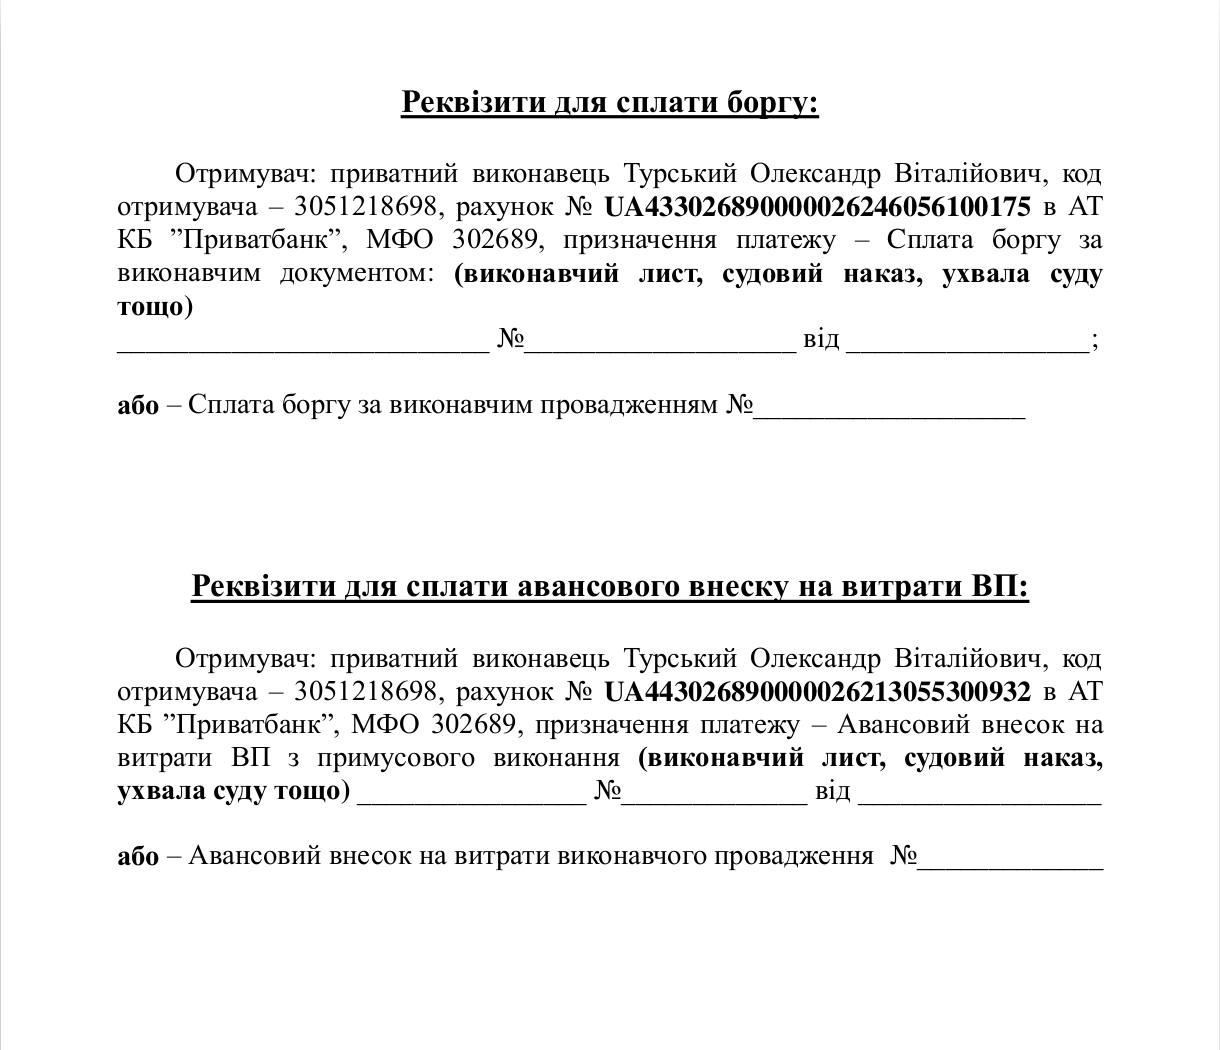 Реквізити для сплати боргу:
Отримувач: приватний виконавець Турський Олександр Віталійович, код
отримувача – 3051218698, рахунок № UA433026890000026246056100175 в АТ
КБ ”Приватбанк”, МФО 302689, призначення платежу – Сплата боргу за
виконавчим документом: (виконавчий лист, судовий наказ, ухвала суду
тощо)
__________________________ №___________________ від _________________;
або – Сплата боргу за виконавчим провадженням №___________________
Реквізити для сплати авансового внеску на витрати ВП:
Отримувач: приватний виконавець Турський Олександр Віталійович, код
отримувача – 3051218698, рахунок № UA443026890000026213055300932 в АТ
КБ ”Приватбанк”, МФО 302689, призначення платежу – Авансовий внесок на
витрати ВП з примусового виконання (виконавчий лист, судовий наказ,
ухвала суду тощо) ________________ №_____________ від _________________
або – Авансовий внесок на витрати виконавчого провадження №_____________